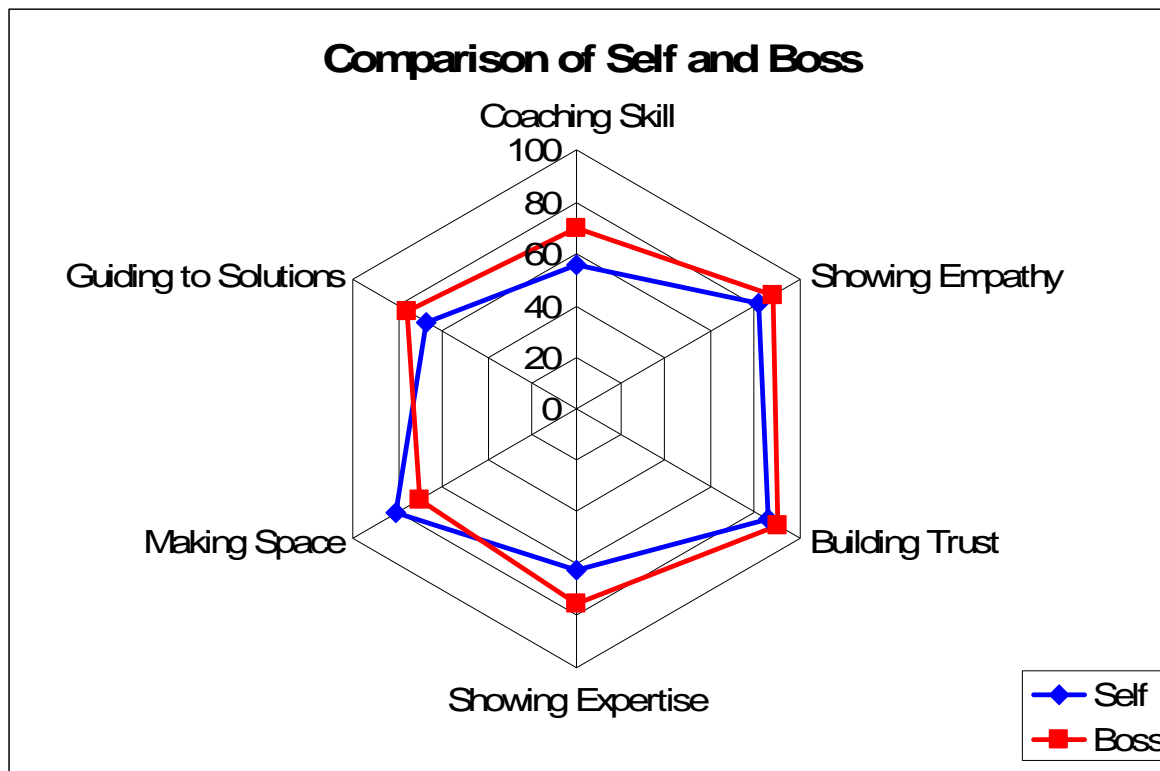 Comparison of Self and Boss
Coaching Skill
100
80
60
40
20
0
Guiding to Solutions
Showing Empathy
Making Space
Building Trust
Showing Expertise
Self
Boss